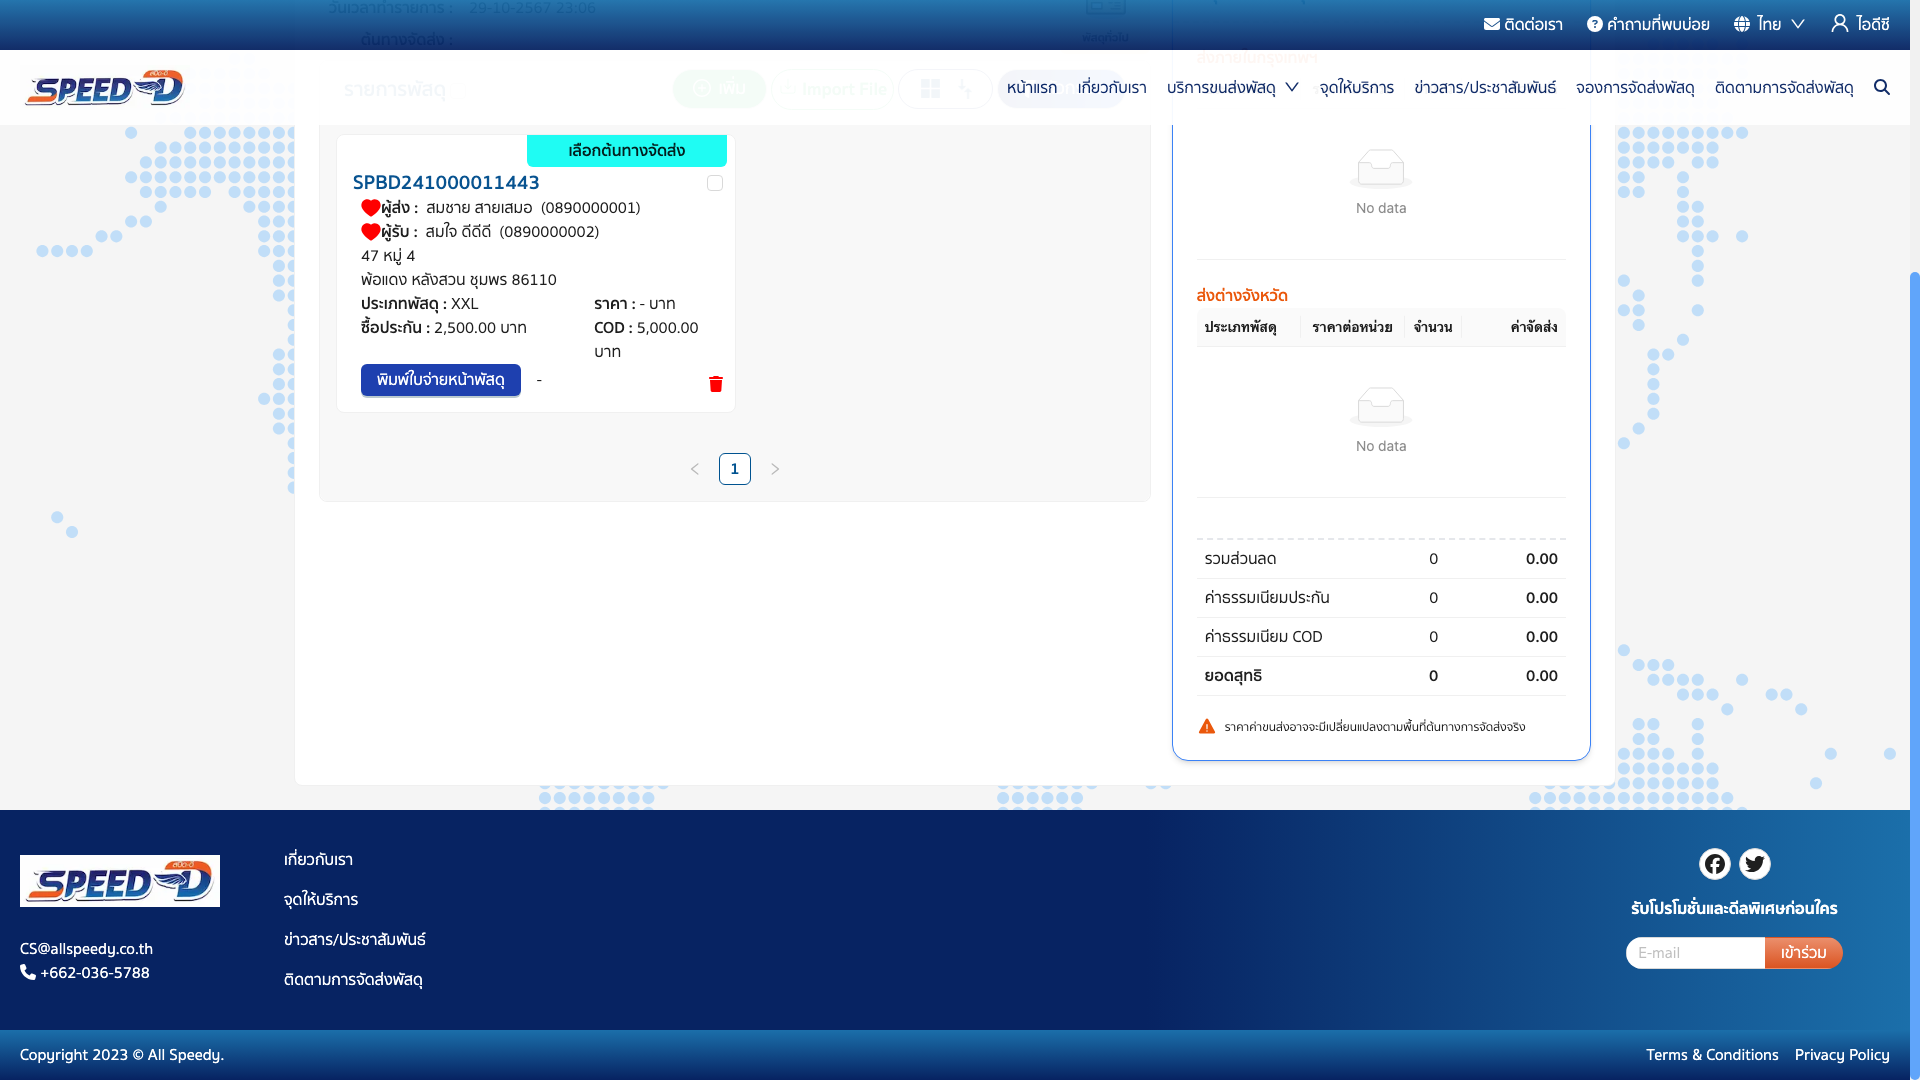 วันเวลาทำรายการ : 29-10-2567 23:06
ต้นทางจัดส่ง :
ติดต่อเรา
คำถามที่พบบ่อย
ไทย
ไอดีซี
สปีด-ดี
SPEED-D
รายการพัสดุ
เพิ่ม
Import File
หน้าแรก
เกี่ยวกับเรา
บริการขนส่งพัสดุ
จุดให้บริการ
ข่าวสาร/ประชาสัมพันธ์
จองการจัดส่งพัสดุ
ติดตามการจัดส่งพัสดุ
เลือกต้นทางจัดส่ง
SPBD241000011443
ผู้ส่ง : สมชาย สายเสมอ (0890000001)
ผู้รับ : สมใจ ดีดีดี (0890000002)
47 หมู่ 4
พ้อแดง หลังสวน ชุมพร 86110
ประเภทพัสดุ : XXL
ราคา : - บาท
ซื้อประกัน : 2,500.00 บาท
COD : 5,000.00
บาท
พิมพ์ใบจ่ายหน้าพัสดุ -
1
No data
ส่งต่างจังหวัด
ประเภทพัสดุ ราคาต่อหน่วย จำนวน ค่าจัดส่ง
No data
รวมส่วนลด 0 0.00
ค่าธรรมเนียมประกัน 0 0.00
ค่าธรรมเนียม COD 0 0.00
ยอดสุทธิ 0 0.00
ราคาค่าขนส่งอาจจะมีเปลี่ยนแปลงตามพื้นที่ต้นทางการจัดส่งจริง
สปีด-ดี
SPEED-D
CS@allspeedy.co.th
+662-036-5788
เกี่ยวกับเรา
จุดให้บริการ
ข่าวสาร/ประชาสัมพันธ์
ติดตามการจัดส่งพัสดุ
รับโปรโมชั่นและดีลพิเศษก่อนใคร
E-mail
เข้าร่วม
Copyright 2023 © All Speedy.
Terms & Conditions
Privacy Policy